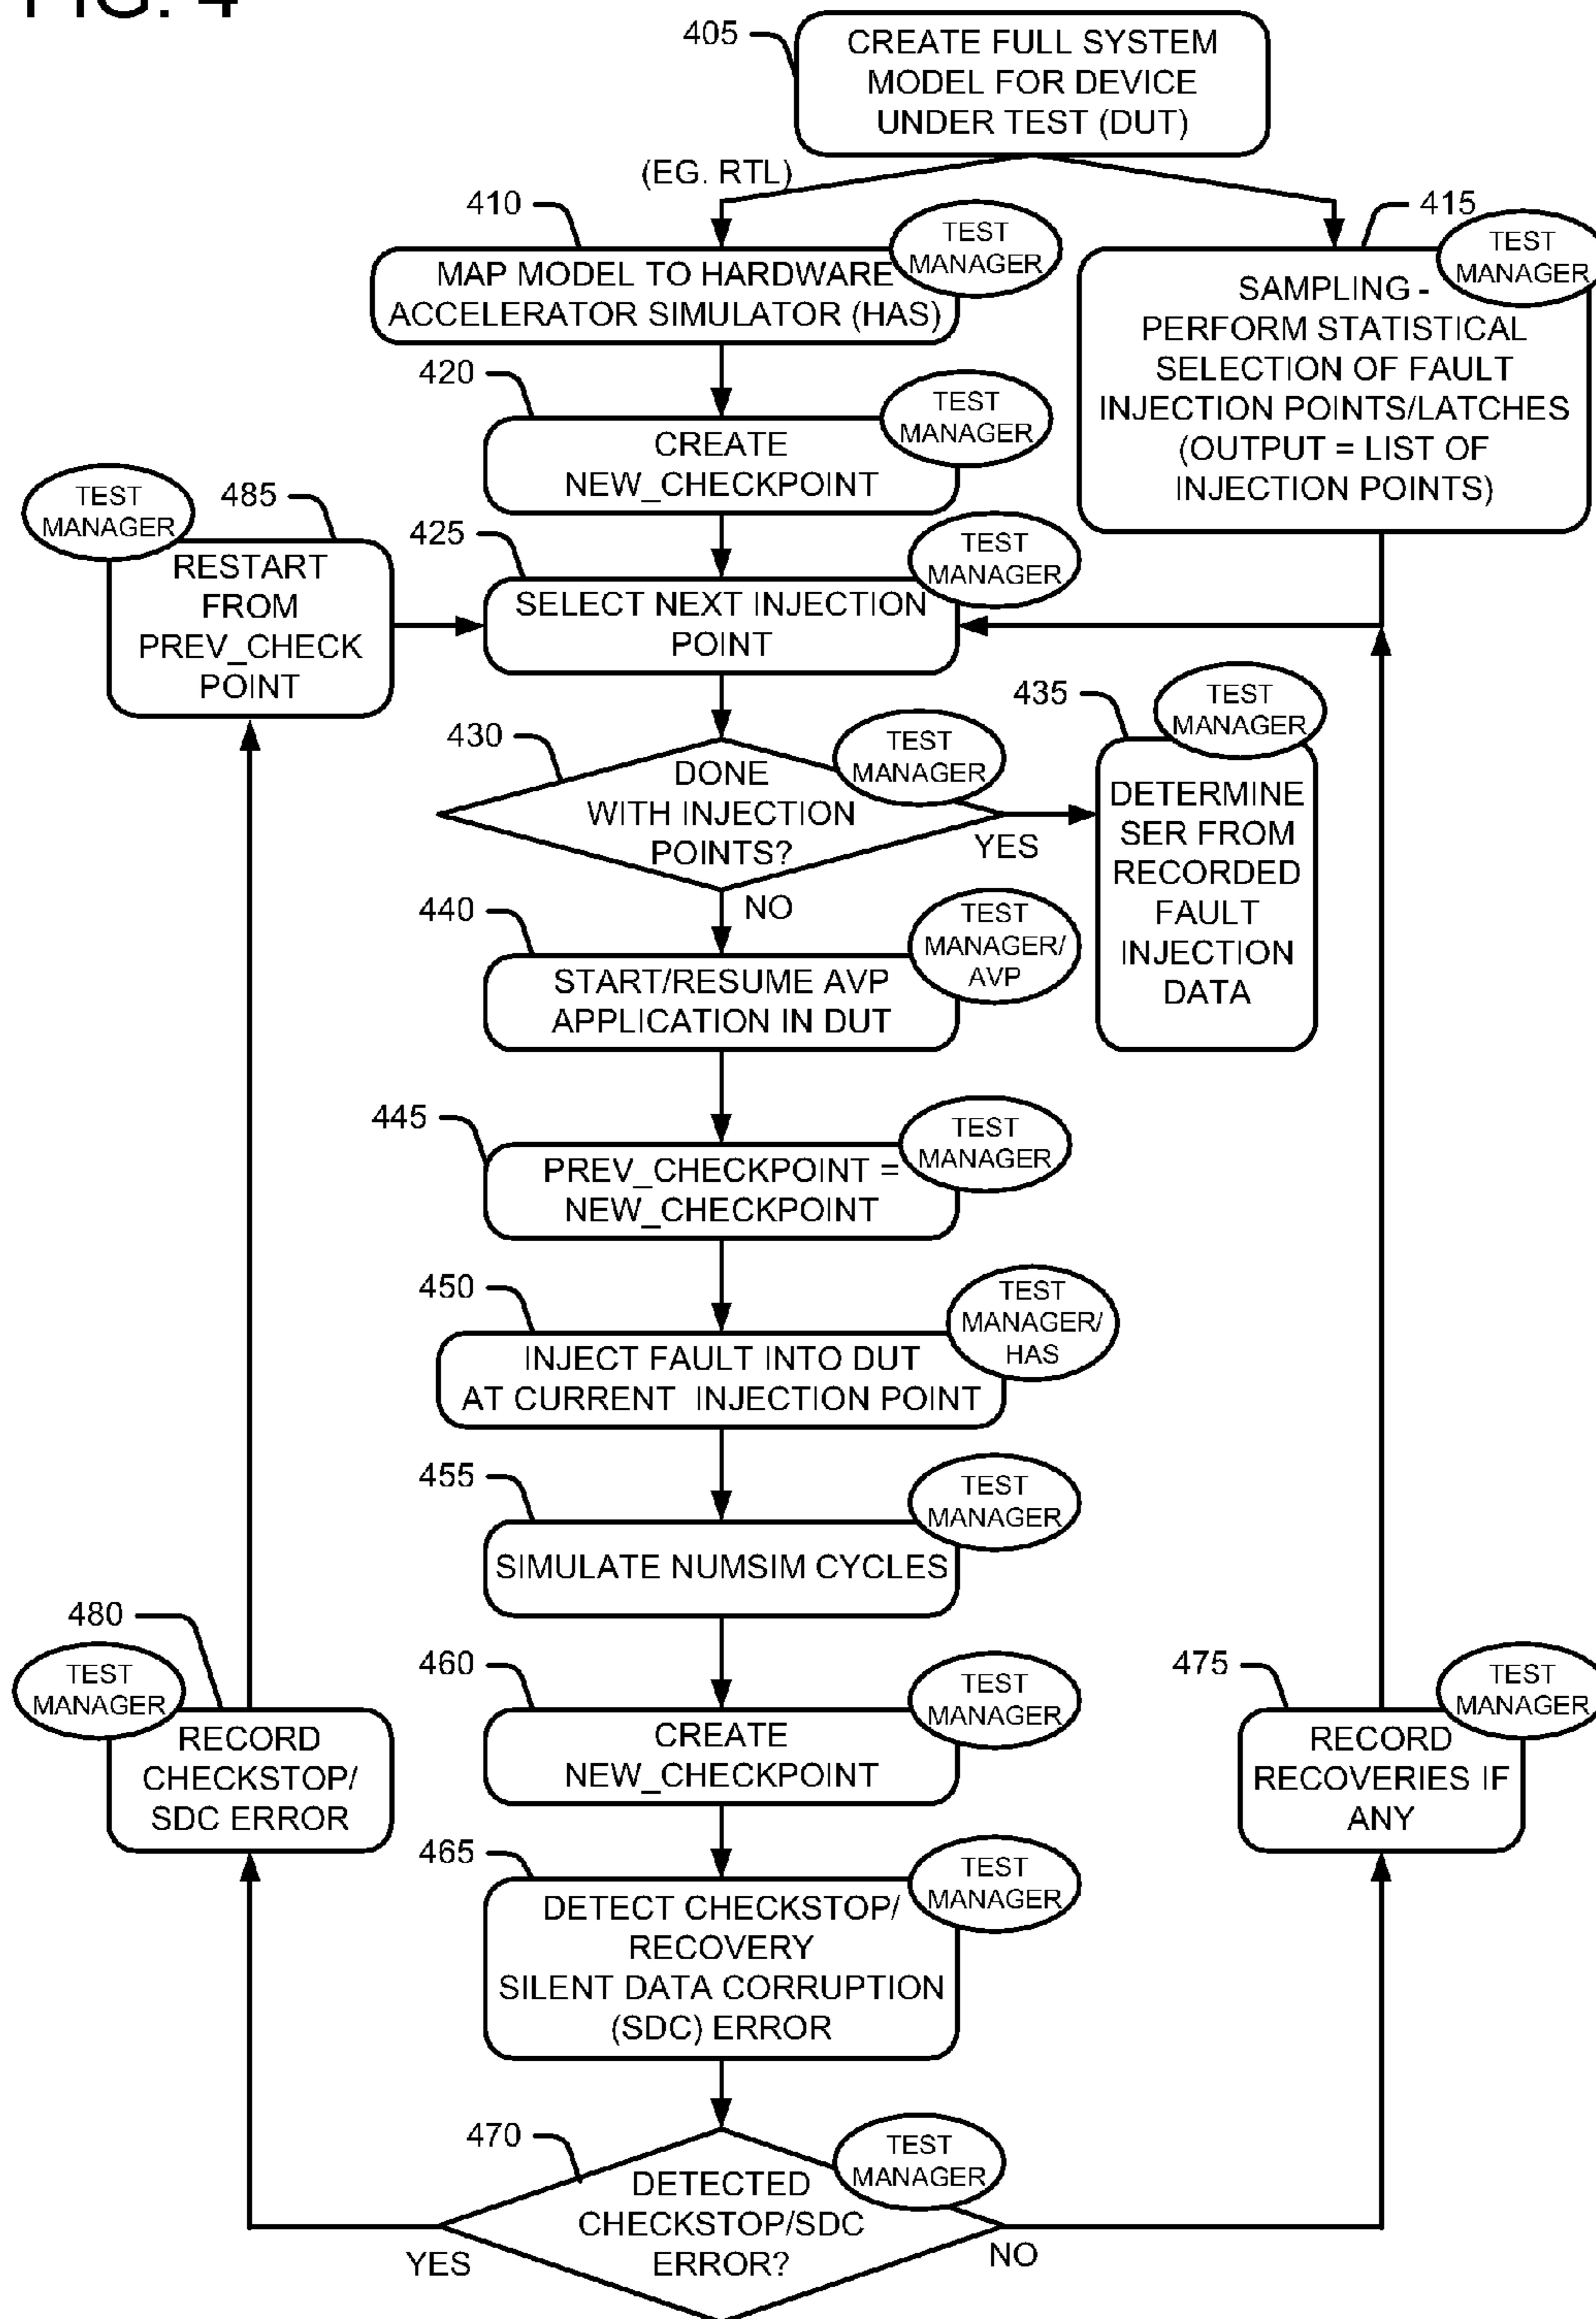 FIG. 4
405
CREATE FULL SYSTEM
MODEL FOR DEVICE
UNDER TEST (DUT)
(EG. RTL)
410
TEST
MANAGER
MAP MODEL TO HARDWARE
ACCELERATOR SIMULATOR (HAS)
415
TEST
MANAGER
SAMPLING -
PERFORM STATISTICAL
SELECTION OF FAULT
INJECTION POINTS/LATCHES
(OUTPUT = LIST OF
INJECTION POINTS)
420
TEST
MANAGER
CREATE
NEW_CHECKPOINT
TEST
MANAGER
485
RESTART
FROM
PREV_CHECK
POINT
425
TEST
MANAGER
SELECT NEXT INJECTION
POINT
430
TEST
MANAGER
DONE
WITH INJECTION
POINTS?
YES
NO
435
TEST
MANAGER
DETERMINE
SER FROM
RECORDED
FAULT
INJECTION
DATA
440
TEST
MANAGER/
AVP
START/RESUME AVP
APPLICATION IN DUT
445
TEST
MANAGER
PREV_CHECKPOINT =
NEW_CHECKPOINT
450
TEST
MANAGER/
HAS
INJECT FAULT INTO DUT
AT CURRENT INJECTION POINT
455
TEST
MANAGER
SIMULATE NUMSIM CYCLES
480
TEST
MANAGER
RECORD
CHECKSTOP/
SDC ERROR
460
TEST
MANAGER
CREATE
NEW_CHECKPOINT
475
TEST
MANAGER
RECORD
RECOVERIES IF
ANY
465
TEST
MANAGER
DETECT CHECKSTOP/
RECOVERY
SILENT DATA CORRUPTION
(SDC) ERROR
470
TEST
MANAGER
DETECTED
CHECKSTOP/SDC
ERROR?
YES
NO